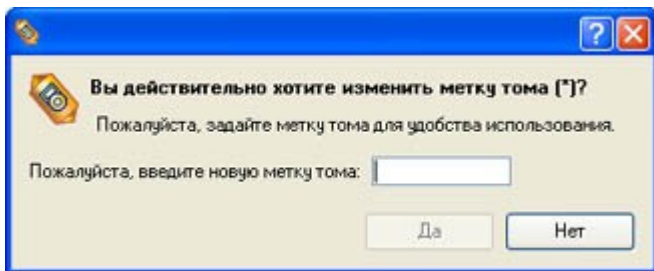 Вы действительно хотите изменить метку тома (*)?
Пожалуйста, задайте метку тома для удобства использования.
Пожалуйста, введите новую метку тома:
Да Нет